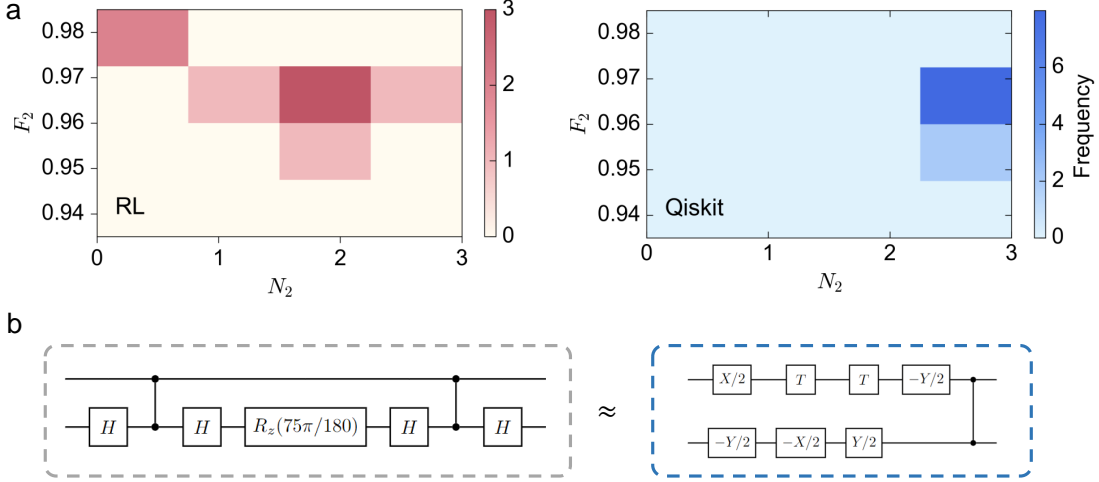 a
0.98
0.97
0.96
0.95
0.94
F₂
RL
0
1
2
3
N₂
3
2
1
0
0.98
0.97
0.96
0.95
0.94
F₂
Qiskit
0
1
2
3
N₂
6
4
2
0
Frequency
b
H H R_z(75π/180) H H
≈
X/2 T T −Y/2
−Y/2 −X/2 Y/2